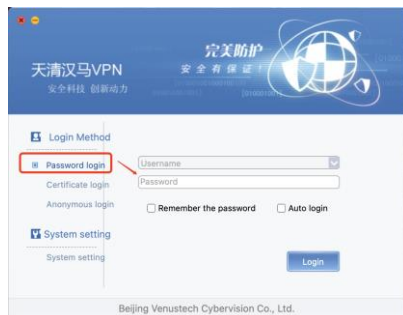 天清汉马VPN
安全科技 创新动力
完美防护
安全有保证!
Login Method
Password login
Certificate login
Anonymous login
Username
Password
Remember the password
Auto login
System setting
System setting
Login
Beijing Venustech Cybervision Co., Ltd.